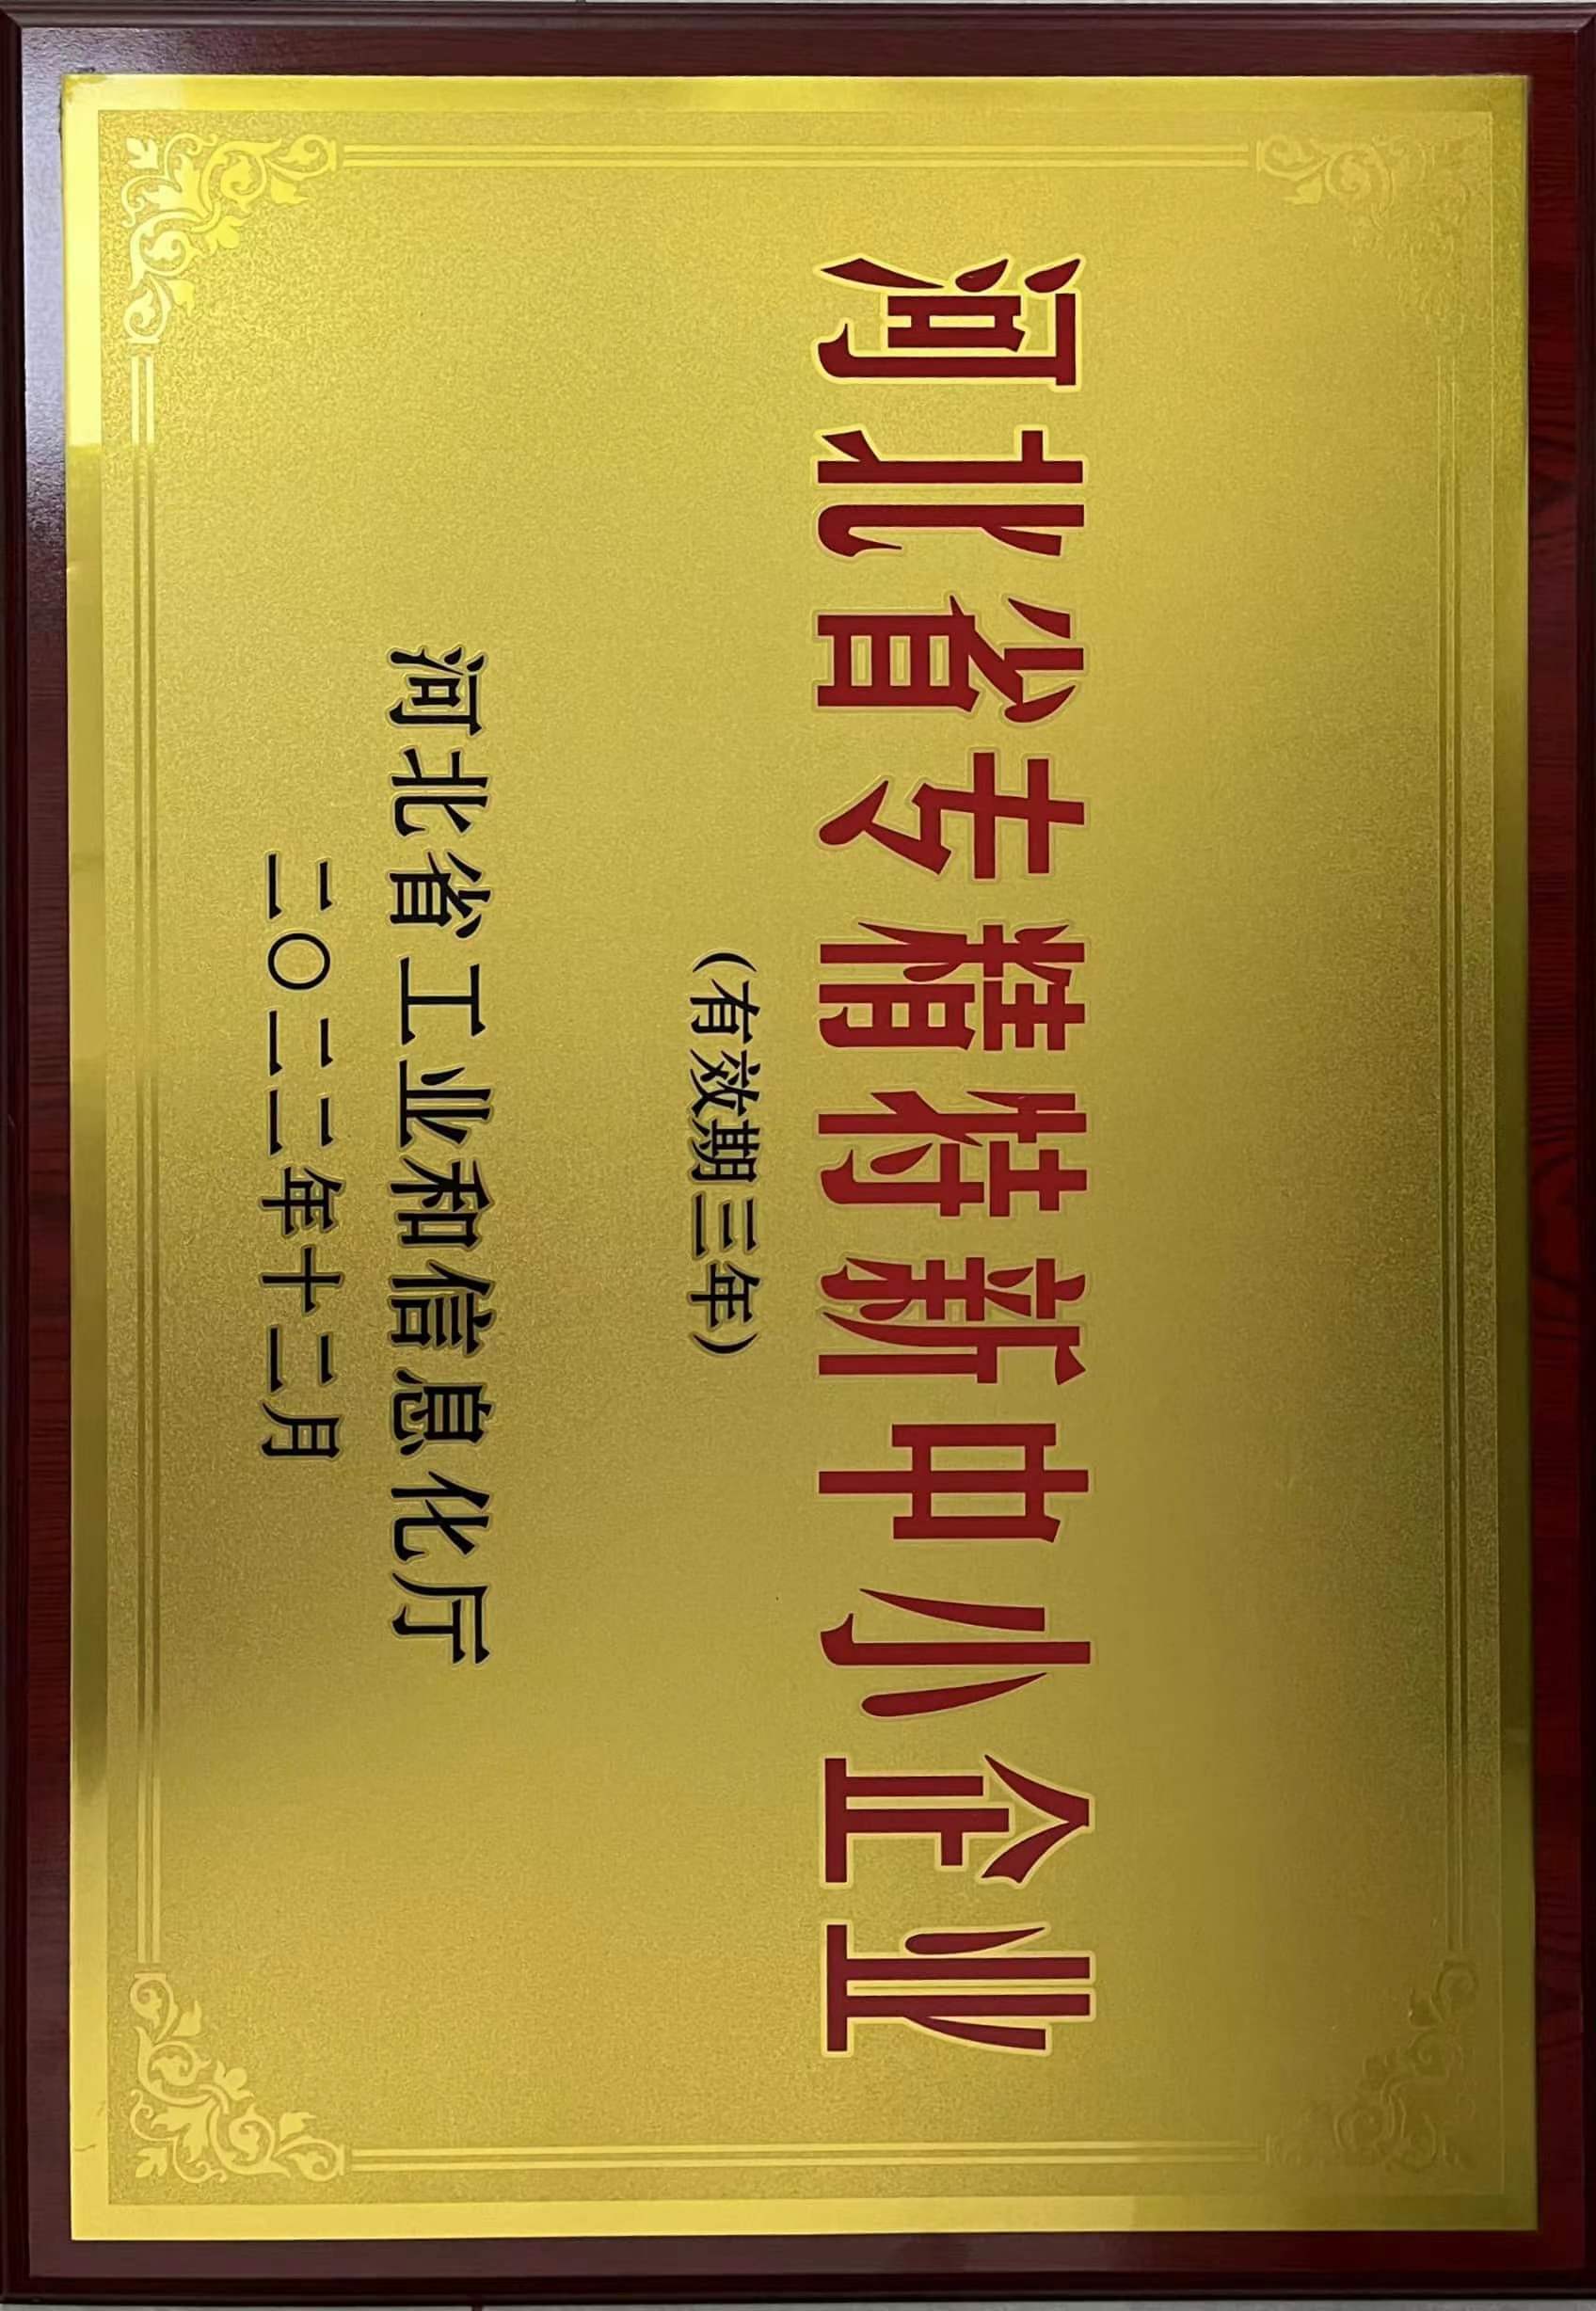 河北省专精特新中小企业
（有效期三年）
河北省工业和信息化厅
二〇二二年十二月